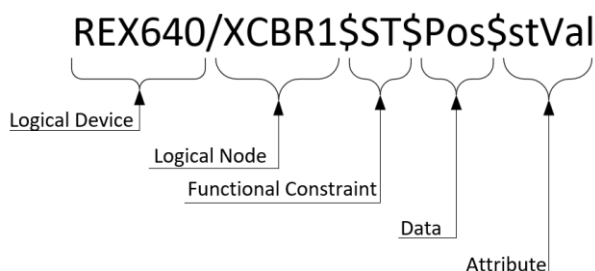 REX640/XCBR1$ST$Pos$stVal
Logical Device
Logical Node
Functional Constraint
Data
Attribute